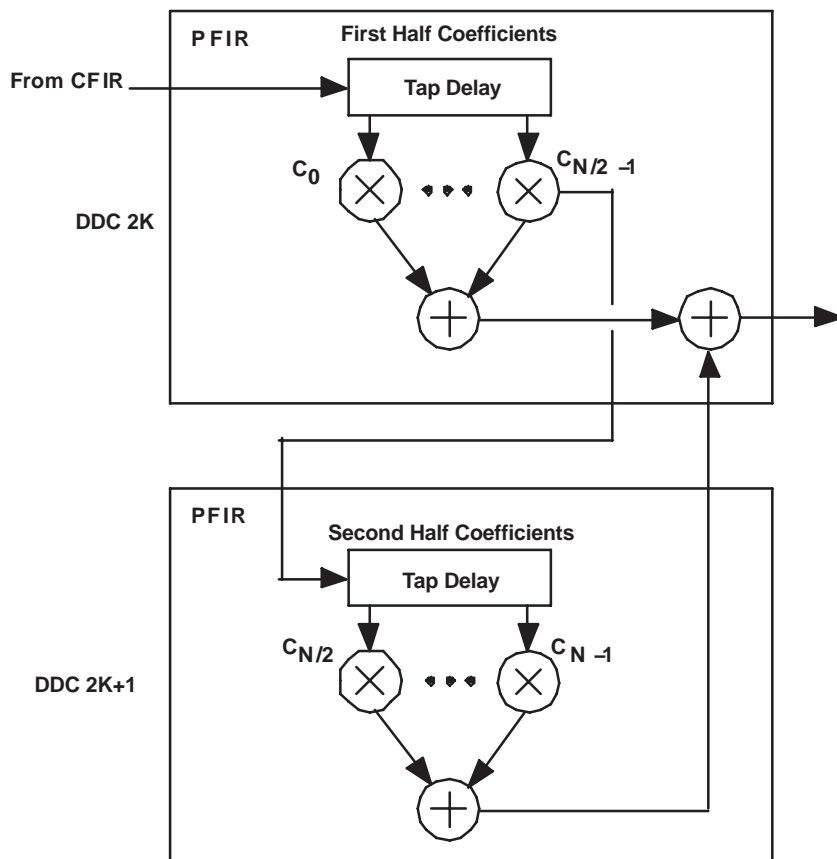 PFIR
First Half Coefficients
From CFIR
Tap Delay
C0
CN/2 –1
DDC 2K
PFIR
Second Half Coefficients
Tap Delay
CN/2
CN –1
DDC 2K+1